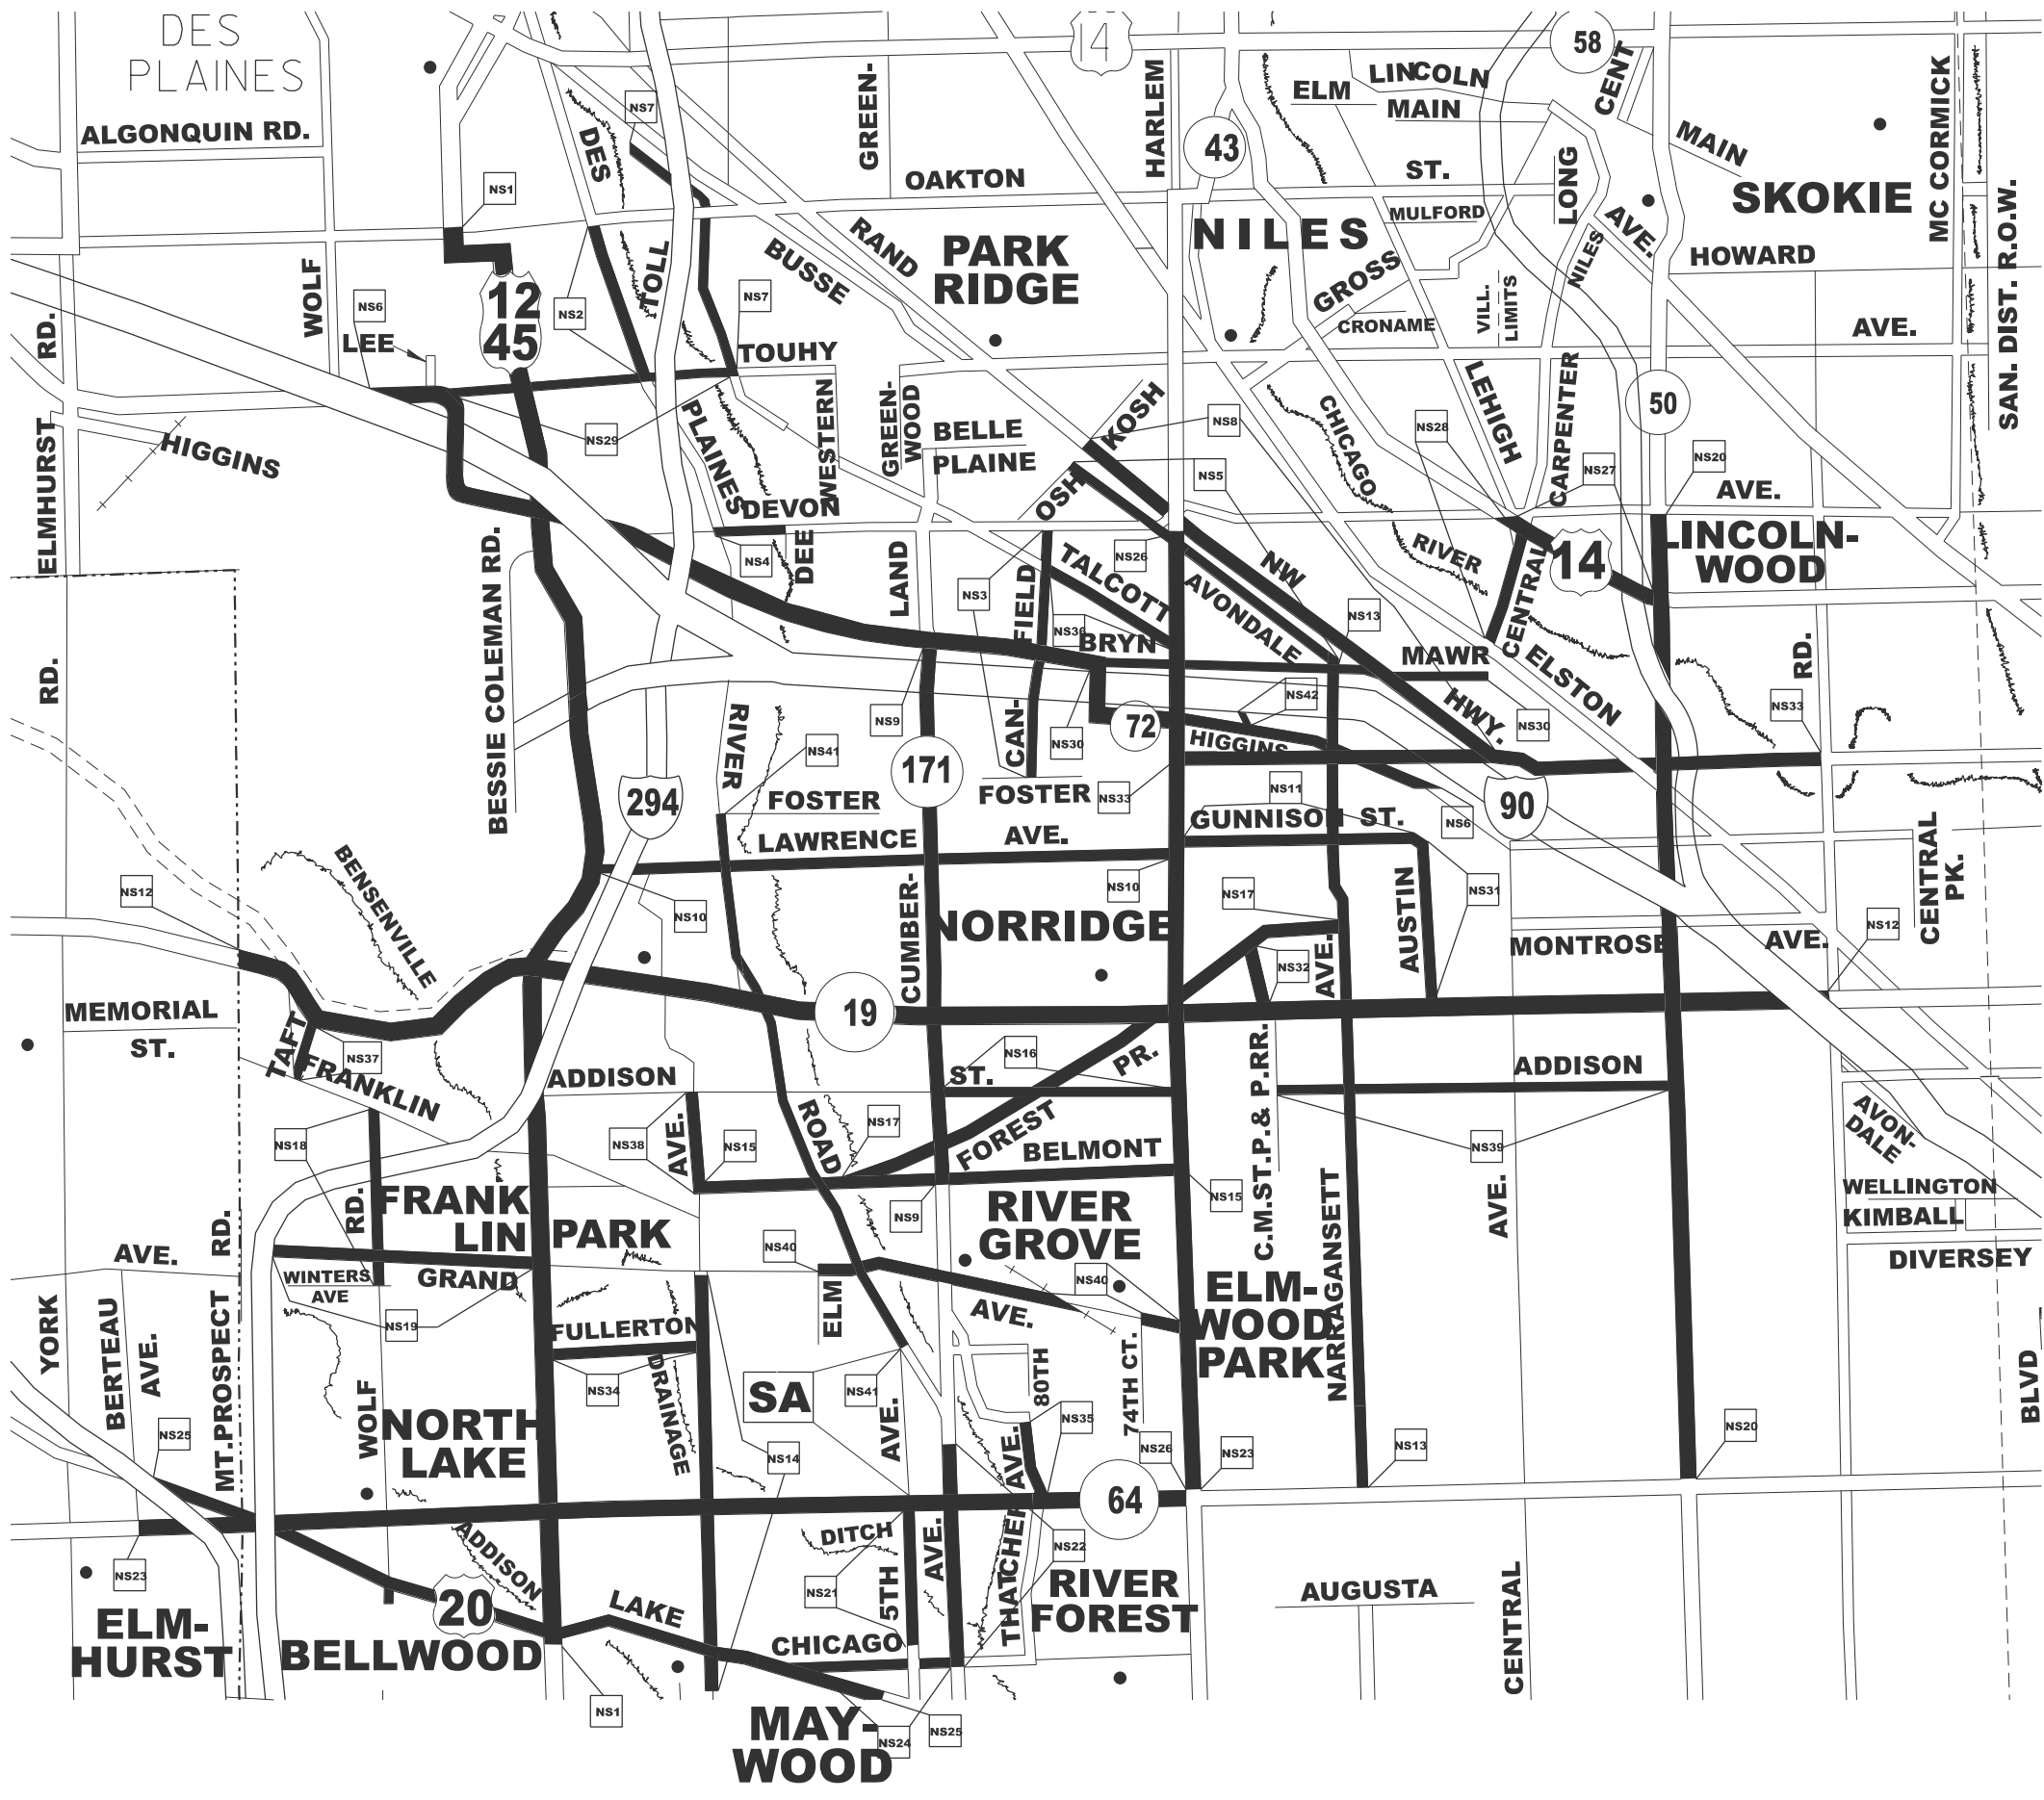 DES
PLAINES
14
58
CENT
LINCOLN
ELM
MAIN
GREEN-
HARLEM
43
MAIN
MC CORMICK
ALGONQUIN RD.
NS7
DES
OAKTON
ST.
LONG
SKOKIE
NS1
MULFORD
AVE.
SAN. DIST. R.O.W.
WOLF
TOLL
BUSSE
RAND
PARK
RIDGE
NILES
GROSS
NILES
HOWARD
VILL.
LIMITS
NS6
12
45
NS2
NS7
CRONAME
AVE.
RD.
LEE
TOUHY
ELMHURST
HIGGINS
NS29
PLAINES
WESTERN
GREEN-
WOOD
BELLE
PLAINE
KOSH
OSH
NS8
CHICAGO
NS28
LEHIGH
CARPENTER
50
NS20
NS27
NS5
AVE.
DEVON
DEE
NS4
LAND
NS3
FIELD
TALCOTT
NS26
AVONDALE
NW
RIVER
CENTRAL
14
LINCOLN-
WOOD
BESSIE COLEMAN RD.
NS36
BRYN
NS13
MAWR
CENTRAL
ELSTON
RD.
RD.
RIVER
NS9
CAN-
NS30
72
NS42
HIGGINS
HWY.
NS30
NS33
NS41
171
294
FOSTER
FOSTER
NS33
NS11
90
LAWRENCE
AVE.
GUNNISON ST.
NS6
CENTRAL
PK.
BENSENVILLE
NS12
NS10
CUMBER-
NS10
NS17
AUSTIN
NS31
NORRIDGE
MONTROSE
AVE.
NS12
NS32
AVE.
MEMORIAL
ST.
19
TAFT
NS37
FRANKLIN
ADDISON
ST.
NS16
PR.
C.M.ST.P.& P.RR.
ADDISON
NS18
NS38
AVE.
NS15
ROAD
NS17
FOREST
BELMONT
NS39
AVON-
DALE
RD.
FRANK
LIN
PARK
NS9
RIVER
GROVE
NS15
AVE.
WELLINGTON
KIMBALL
AVE.
RD.
WINTERS
AVE
GRAND
NS40
NS40
ELM-
WOOD
PARK
NARRAGANSETT
DIVERSEY
YORK
BERTEAU
AVE.
MT.PROSPECT
NS19
FULLERTON
ELM
AVE.
74TH CT.
80TH
NS34
DRAINAGE
SA
NS41
BLVD
WOLF
NORTH
LAKE
AVE.
NS35
NS25
NS14
AVE.
NS26
NS23
NS13
NS20
64
ADDISON
DITCH
AVE.
THATCHER
NS22
NS23
20
LAKE
NS21
5TH
RIVER
FOREST
AUGUSTA
CENTRAL
ELM-
HURST
BELLWOOD
CHICAGO
NS1
MAY-
WOOD
NS24
NS25